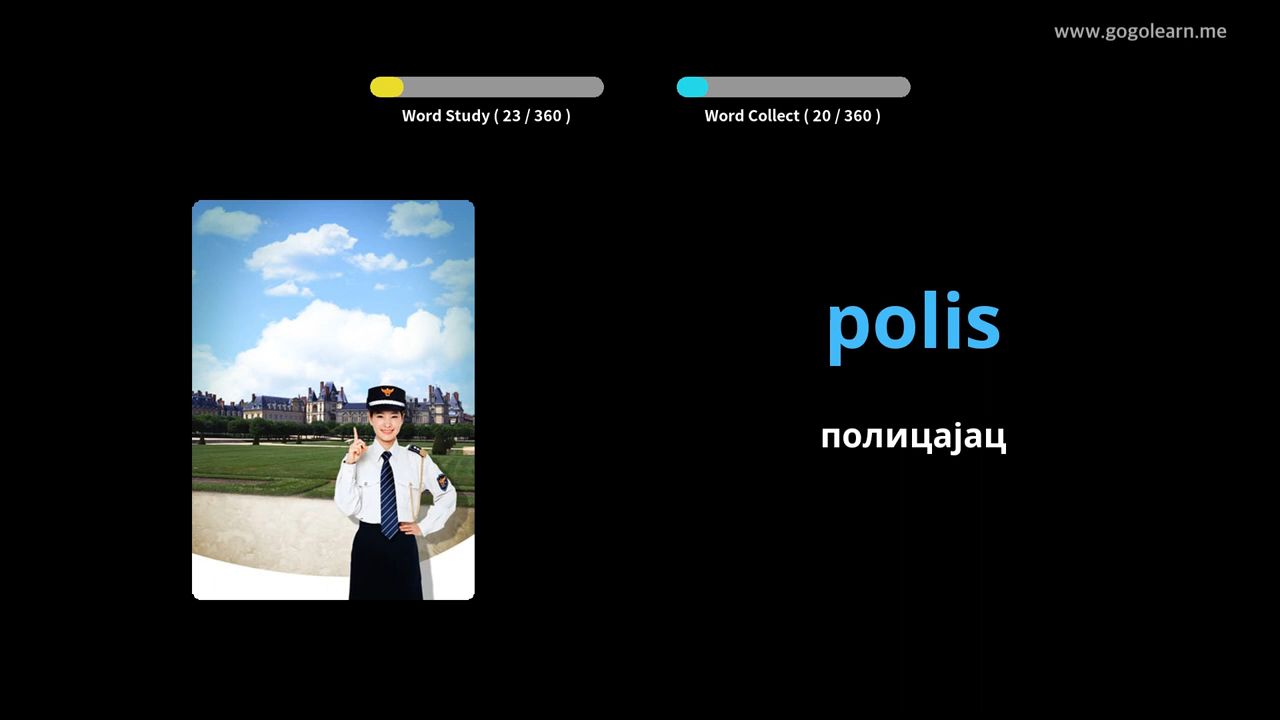 www.gogolearn.me
Word Study ( 23 / 360 )
Word Collect ( 20 / 360 )
polis
полицајац